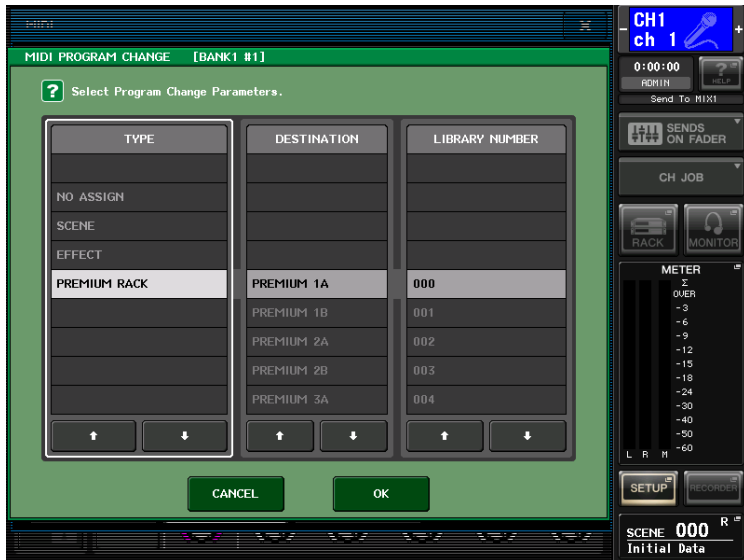 MIDI
MIDI PROGRAM CHANGE [BANK1 #1]
? Select Program Change Parameters.
TYPE DESTINATION LIBRARY NUMBER
NO ASSIGN
SCENE
EFFECT
PREMIUM RACK PREMIUM 1A 000
PREMIUM 1B 001
PREMIUM 2A 002
PREMIUM 2B 003
PREMIUM 3A 004
CANCEL OK
- CH1 +
ch 1
0:00:00
ADMIN
? HELP
Send To MIX1
SENDS
ON FADER
CH JOB
RACK MONITOR
METER
Σ
OVER
-3
-6
-9
-12
-15
-18
-24
-30
-40
-50
-60
L R M
SETUP RECORDER
SCENE 000 R
Initial Data